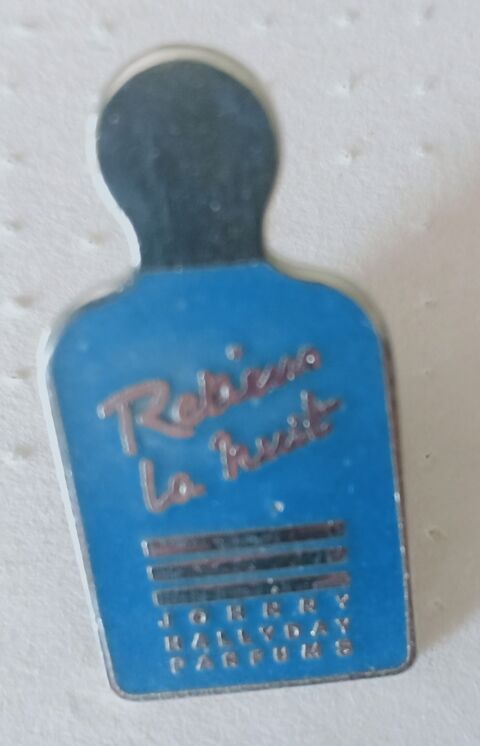 Retiens
la nuit
JOHNNY
HALLYDAY
PARFUMS